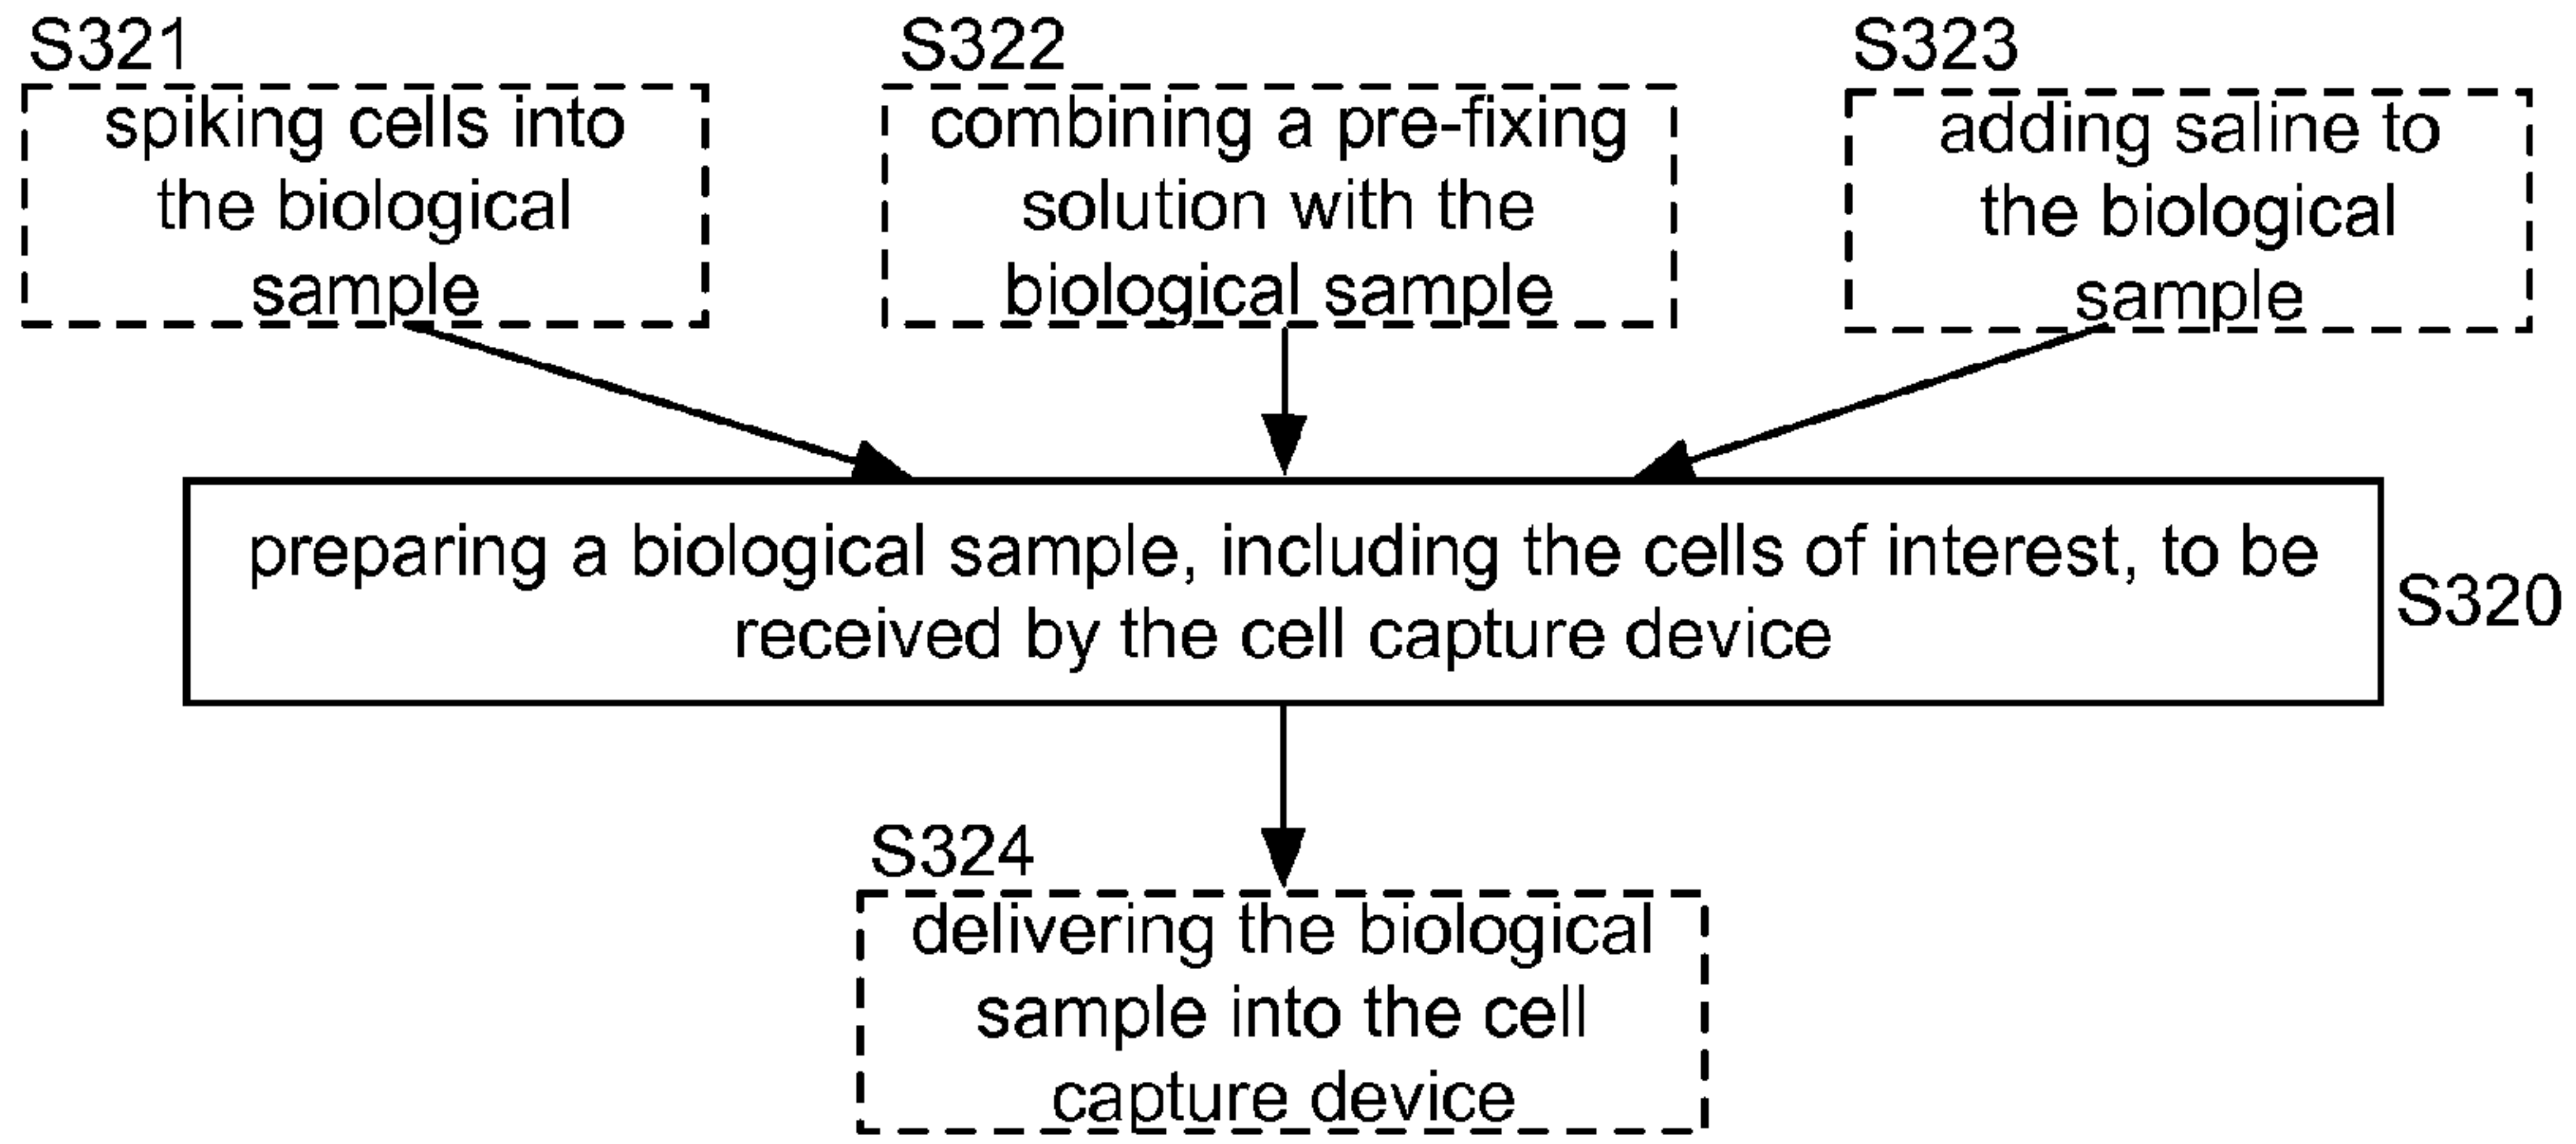 S321
spiking cells into
the biological
sample
S322
combining a pre-fixing
solution with the
biological sample
S323
adding saline to
the biological
sample
preparing a biological sample, including the cells of interest, to be
received by the cell capture device
S320
S324
delivering the biological
sample into the cell
capture device